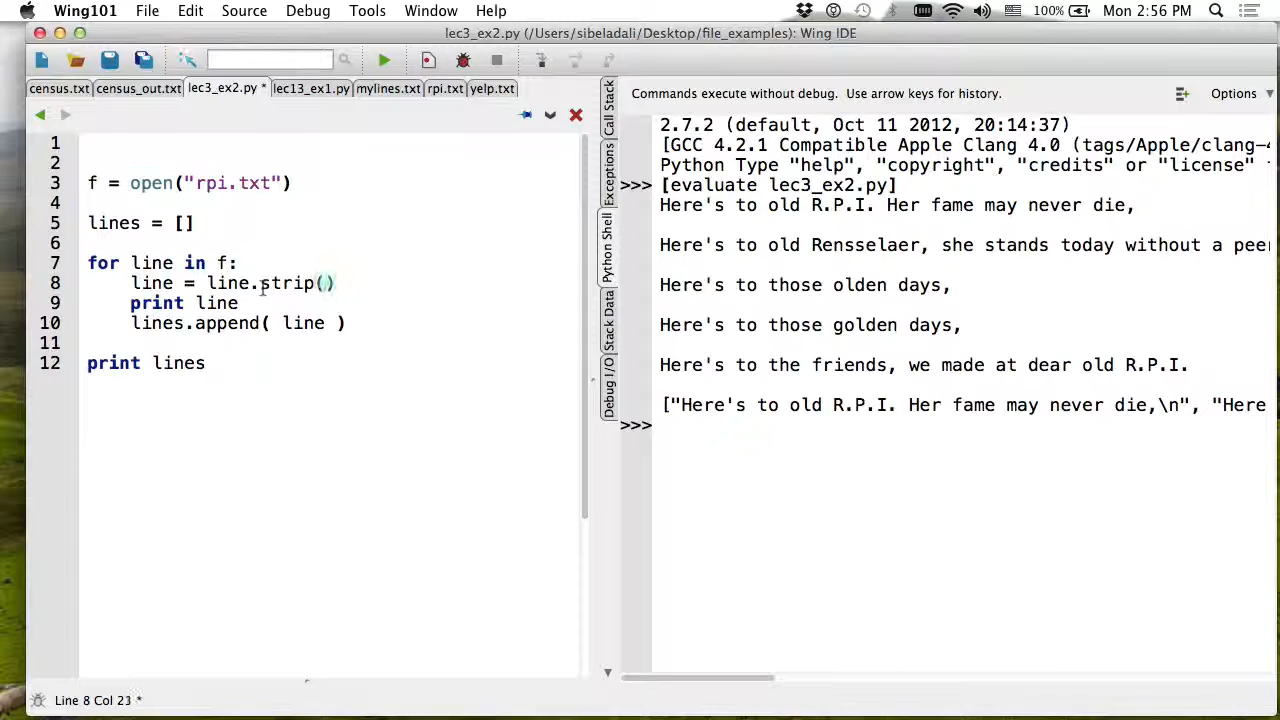 Wing101 File Edit Source Debug Tools Window Help 100% Mon 2:56 PM
lec3_ex2.py (/Users/sibeladali/Desktop/file_examples): Wing IDE
census.txt census_out.txt lec3_ex2.py * lec13_ex1.py mylines.txt rpi.txt yelp.txt
1
2
3 f = open("rpi.txt")
4
5 lines = []
6
7 for line in f:
8 line = line.strip()
9 print line
10 lines.append( line )
11
12 print lines
Line 8 Col 23 *
Call Stack
Exceptions
Python Shell
Stack Data
Debug I/O
Commands execute without debug. Use arrow keys for history. Options
2.7.2 (default, Oct 11 2012, 20:14:37)
[GCC 4.2.1 Compatible Apple Clang 4.0 (tags/Apple/clang-4
Python Type "help", "copyright", "credits" or "license"
>>> [evaluate lec3_ex2.py]
Here's to old R.P.I. Her fame may never die,
Here's to old Rensselaer, she stands today without a peer
Here's to those olden days,
Here's to those golden days,
Here's to the friends, we made at dear old R.P.I.
["Here's to old R.P.I. Her fame may never die,\n", "Here
>>>